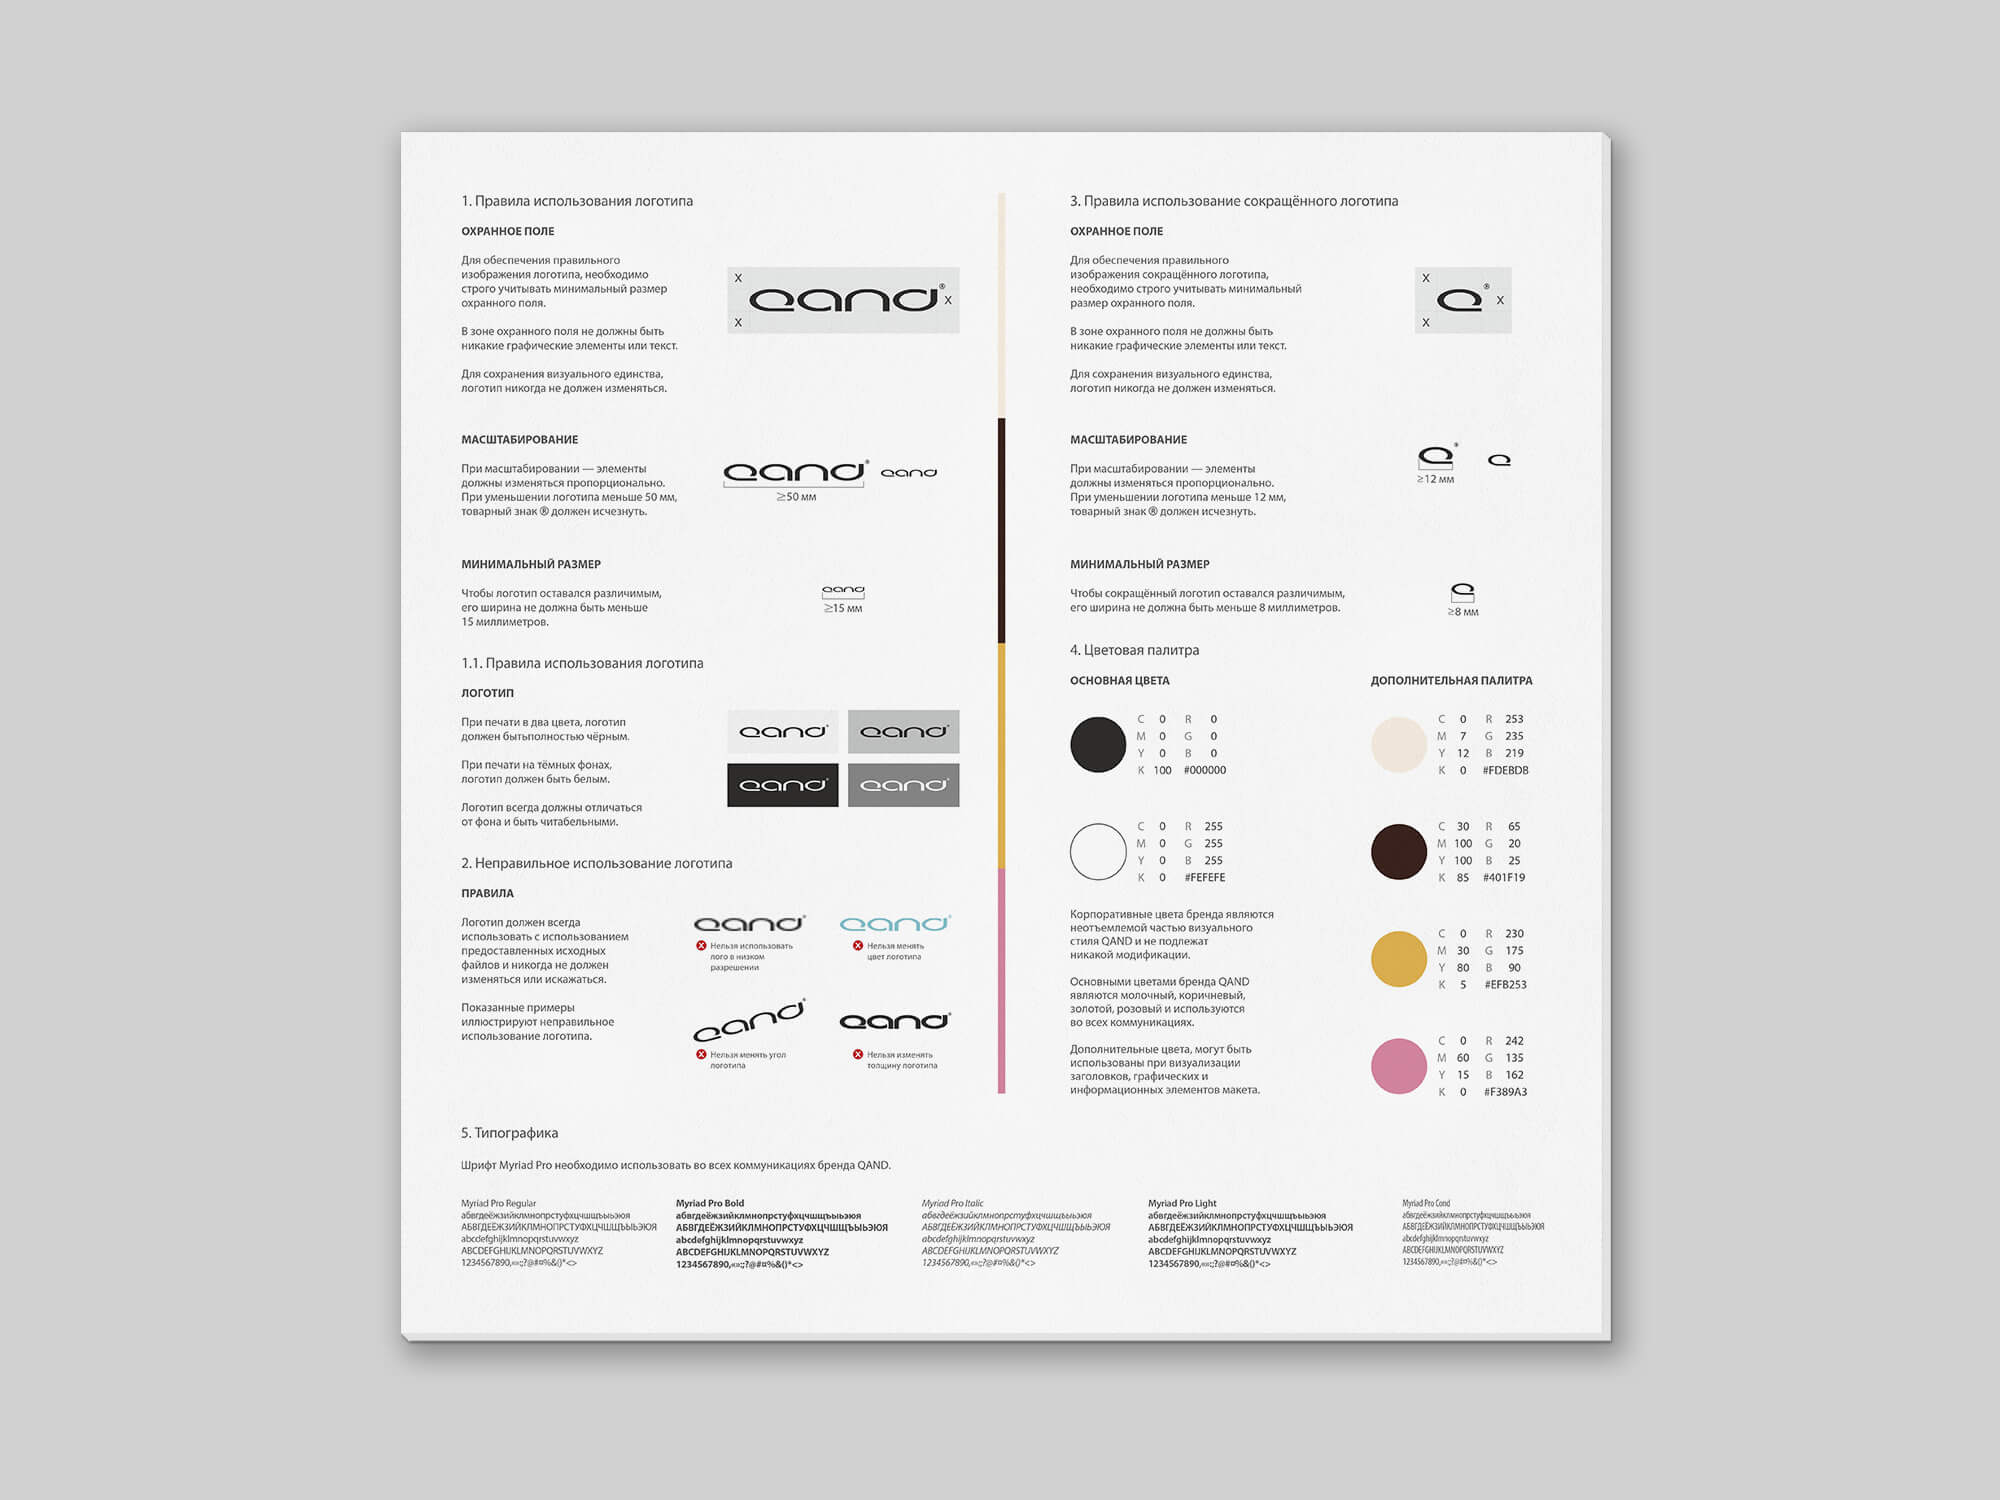 1. Правила использования логотипа
ОХРАННОЕ ПОЛЕ
Для обеспечения правильного
изображения логотипа, необходимо
строго учитывать минимальный размер
охранного поля.
В зоне охранного поля не должны быть
никакие графические элементы или текст.
Для сохранения визуального единства,
логотип никогда не должен изменяться.
X
qand®
X
X
МАСШТАБИРОВАНИЕ
При масштабировании — элементы
должны изменяться пропорционально.
При уменьшении логотипа меньше 50 мм,
товарный знак ® должен исчезнуть.
qand® qand
≥50 мм
МИНИМАЛЬНЫЙ РАЗМЕР
Чтобы логотип оставался различимым,
его ширина не должна быть меньше
15 миллиметров.
qand
≥15 мм
1.1. Правила использования логотипа
ЛОГОТИП
При печати в два цвета, логотип
должен бытьполностью чёрным.
При печати на тёмных фонах,
логотип должен быть белым.
Логотип всегда должны отличаться
от фона и быть читабельными.
qand® qand®
qand® qand®
2. Неправильное использование логотипа
ПРАВИЛА
Логотип должен всегда
использовать с использованием
предоставленных исходных
файлов и никогда не должен
изменяться или искажаться.
Показанные примеры
иллюстрируют неправильное
использование логотипа.
qand®
Нельзя использовать
лого в низком
разрешении
qand®
Нельзя менять
цвет логотипа
qand®
Нельзя менять угол
логотипа
qand®
Нельзя изменять
толщину логотипа
3. Правила использование сокращённого логотипа
ОХРАННОЕ ПОЛЕ
Для обеспечения правильного
изображения сокращённого логотипа,
необходимо строго учитывать минимальный
размер охранного поля.
В зоне охранного поля не должны быть
никакие графические элементы или текст.
Для сохранения визуального единства,
логотип никогда не должен изменяться.
X
q®
X
X
МАСШТАБИРОВАНИЕ
При масштабировании — элементы
должны изменяться пропорционально.
При уменьшении логотипа меньше 12 мм,
товарный знак ® должен исчезнуть.
q® q
≥12 мм
МИНИМАЛЬНЫЙ РАЗМЕР
Чтобы сокращённый логотип оставался различимым,
его ширина не должна быть меньше 8 миллиметров.
q
≥8 мм
4. Цветовая палитра
ОСНОВНАЯ ЦВЕТА
C 0 R 0
M 0 G 0
Y 0 B 0
K 100 #000000
C 0 R 255
M 0 G 255
Y 0 B 255
K 0 #FEFEFE
Корпоративные цвета бренда являются
неотъемлемой частью визуального
стиля QAND и не подлежат
никакой модификации.
Основными цветами бренда QAND
являются молочный, коричневый,
золотой, розовый и используются
во всех коммуникациях.
Дополнительные цвета, могут быть
использованы при визуализации
заголовков, графических и
информационных элементов макета.
ДОПОЛНИТЕЛЬНАЯ ПАЛИТРА
C 0 R 253
M 7 G 235
Y 12 B 219
K 0 #FDEBDB
C 30 R 65
M 100 G 20
Y 100 B 25
K 85 #401F19
C 0 R 230
M 30 G 175
Y 80 B 90
K 5 #EFB253
C 0 R 242
M 60 G 135
Y 15 B 162
K 0 #F389A3
5. Типографика
Шрифт Myriad Pro необходимо использовать во всех коммуникациях бренда QAND.
Myriad Pro Regular
абвгдеёжзийклмнопрстуфхцчшщъыьэюя
АБВГДЕЁЖЗИЙКЛМНОПРСТУФХЦЧШЩЪЫЬЭЮЯ
abcdefghijklmnopqrstuvwxyz
ABCDEFGHIJKLMNOPQRSTUVWXYZ
1234567890,«»:;?@#¤%&()*<>
Myriad Pro Bold
абвгдеёжзийклмнопрстуфхцчшщъыьэюя
АБВГДЕЁЖЗИЙКЛМНОПРСТУФХЦЧШЩЪЫЬЭЮЯ
abcdefghijklmnopqrstuvwxyz
ABCDEFGHIJKLMNOPQRSTUVWXYZ
1234567890,«»:;?@#¤%&()*<>
Myriad Pro Italic
абвгдеёжзийклмнопрстуфхцчшщъыьэюя
АБВГДЕЁЖЗИЙКЛМНОПРСТУФХЦЧШЩЪЫЬЭЮЯ
abcdefghijklmnopqrstuvwxyz
ABCDEFGHIJKLMNOPQRSTUVWXYZ
1234567890,«»:;?@#¤%&()*<>
Myriad Pro Light
абвгдеёжзийклмнопрстуфхцчшщъыьэюя
АБВГДЕЁЖЗИЙКЛМНОПРСТУФХЦЧШЩЪЫЬЭЮЯ
abcdefghijklmnopqrstuvwxyz
ABCDEFGHIJKLMNOPQRSTUVWXYZ
1234567890,«»:;?@#¤%&()*<>
Myriad Pro Cond
абвгдеёжзийклмнопрстуфхцчшщъыьэюя
АБВГДЕЁЖЗИЙКЛМНОПРСТУФХЦЧШЩЪЫЬЭЮЯ
abcdefghijklmnopqrstuvwxyz
ABCDEFGHIJKLMNOPQRSTUVWXYZ
1234567890,«»:;?@#¤%&()*<>